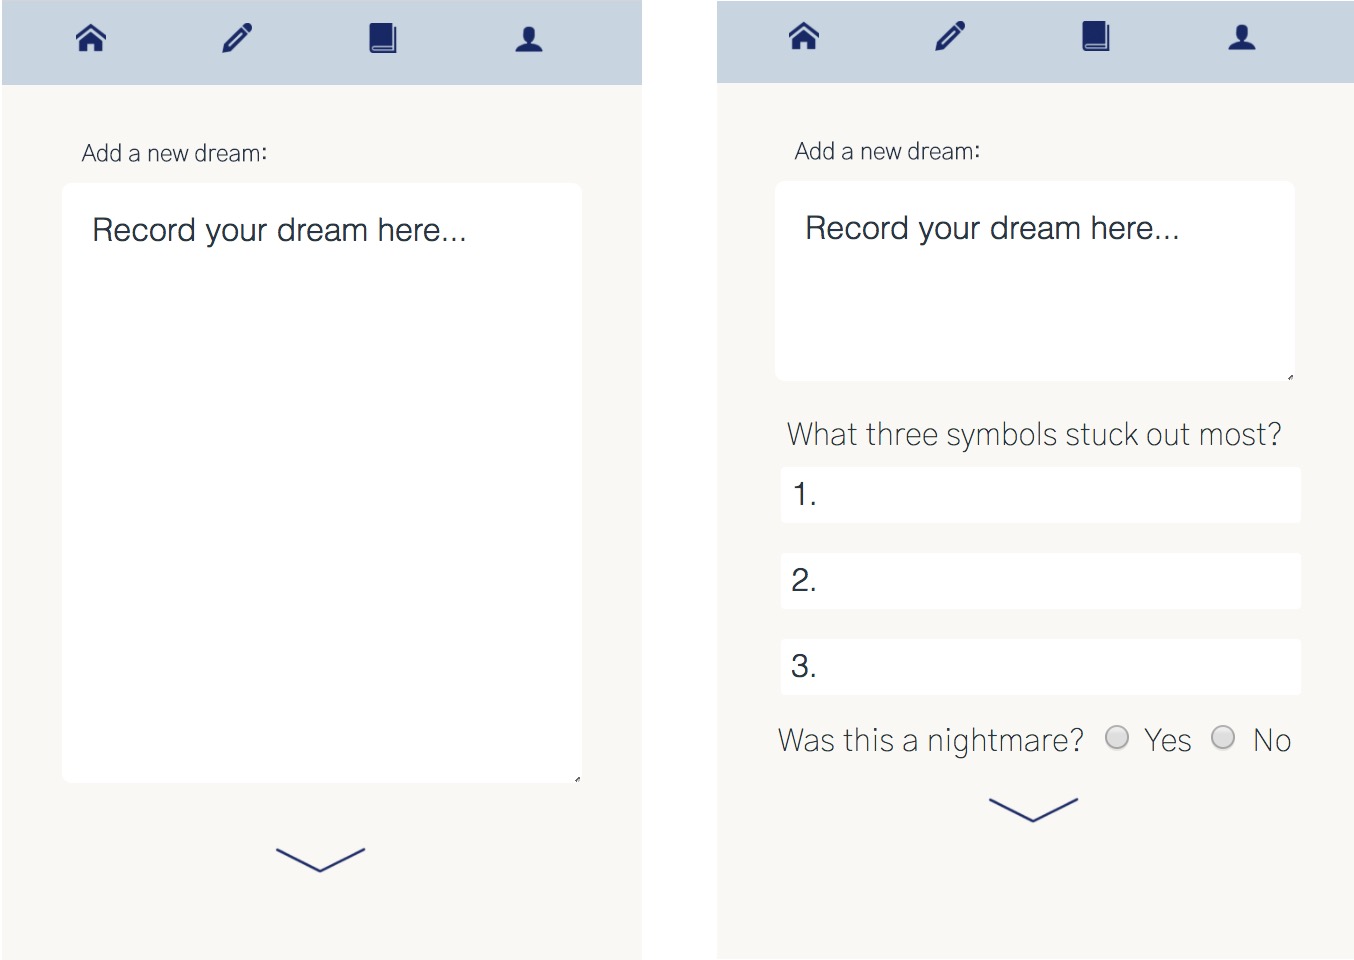 Add a new dream:
Record your dream here...
Add a new dream:
Record your dream here...
What three symbols stuck out most?
1.
2.
3.
Was this a nightmare? Yes No